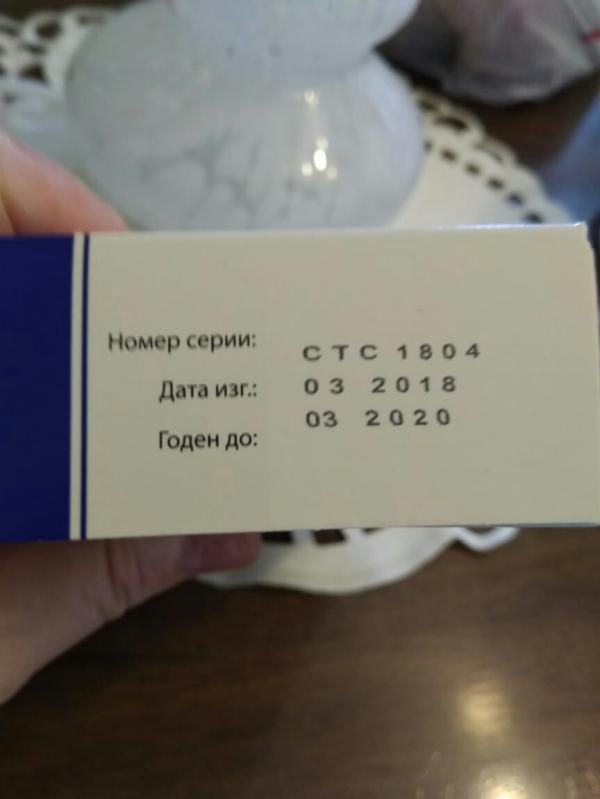 Номер серии: СТС 1804
Дата изг.: 03 2018
Годен до: 03 2020